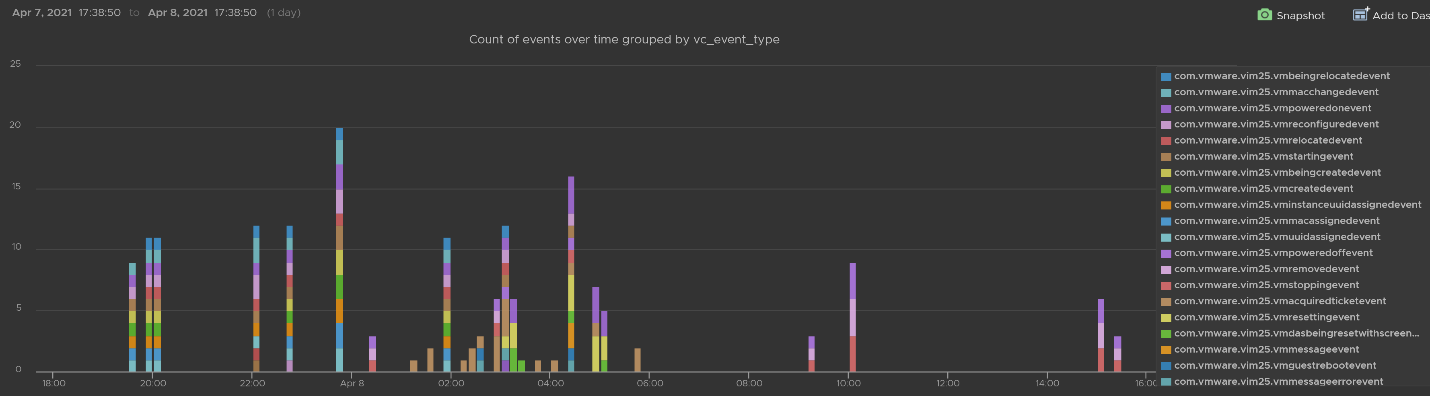 Apr 7, 2021 17:38:50 to Apr 8, 2021 17:38:50 (1 day)
Snapshot
Add to Das
Count of events over time grouped by vc_event_type
25
20
15
10
5
0
18:00 20:00 22:00 Apr 8 02:00 04:00 06:00 08:00 10:00 12:00 14:00 16:00
com.vmware.vim25.vmbeingrelocatedevent
com.vmware.vim25.vmmacchangedevent
com.vmware.vim25.vmpoweredonevent
com.vmware.vim25.vmreconfiguredevent
com.vmware.vim25.vmrelocatedevent
com.vmware.vim25.vmstartingevent
com.vmware.vim25.vmbeingcreatedevent
com.vmware.vim25.vmcreatedevent
com.vmware.vim25.vminstanceuuidassignedevent
com.vmware.vim25.vmmacassignedevent
com.vmware.vim25.vmuuidassignedevent
com.vmware.vim25.vmpoweredoffevent
com.vmware.vim25.vmremovedevent
com.vmware.vim25.vmstoppingevent
com.vmware.vim25.vmacquiredticketevent
com.vmware.vim25.vmresettingevent
com.vmware.vim25.vmdasbeingresetwithscreen...
com.vmware.vim25.vmmessageevent
com.vmware.vim25.vmguestrebootevent
com.vmware.vim25.vmmessageerrorevent